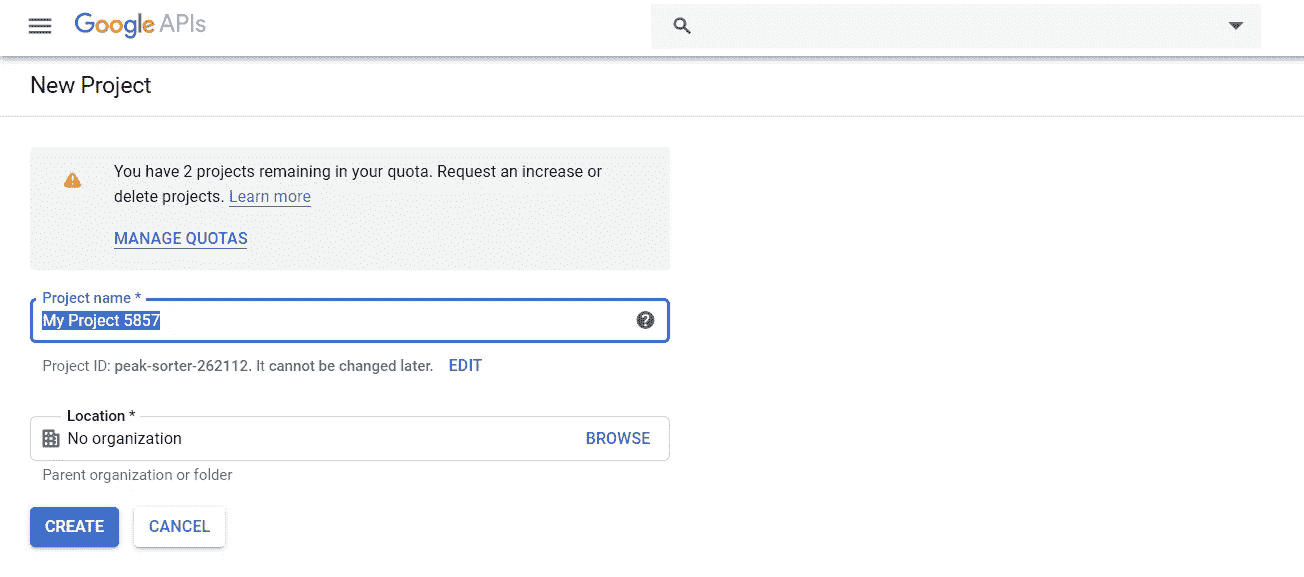 Google APIs
New Project
You have 2 projects remaining in your quota. Request an increase or
delete projects. Learn more
MANAGE QUOTAS
Project name *
My Project 5857
Project ID: peak-sorter-262112. It cannot be changed later. EDIT
Location *
No organization BROWSE
Parent organization or folder
CREATE CANCEL